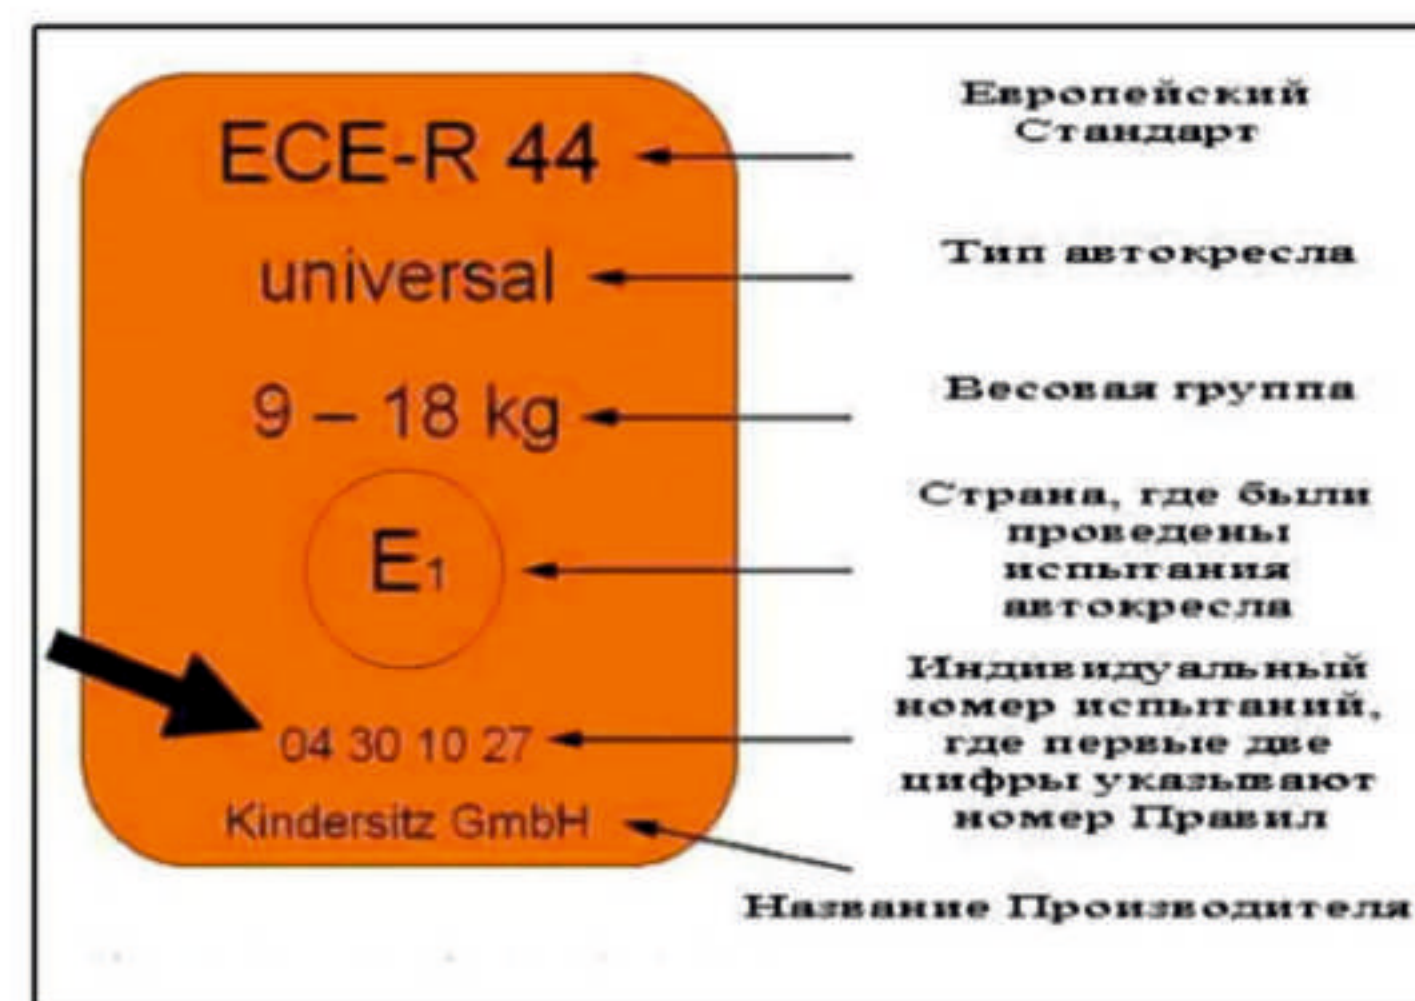 ECE-R 44
universal
9 – 18 kg
E1
04 30 10 27
Kindersitz GmbH
Европейский
Стандарт
Тип автокресла
Весовая группа
Страна, где были
проведены
испытания
автокресла
Индивидуальный
номер испытаний,
где первые две
цифры указывают
номер Правил
Название Производителя